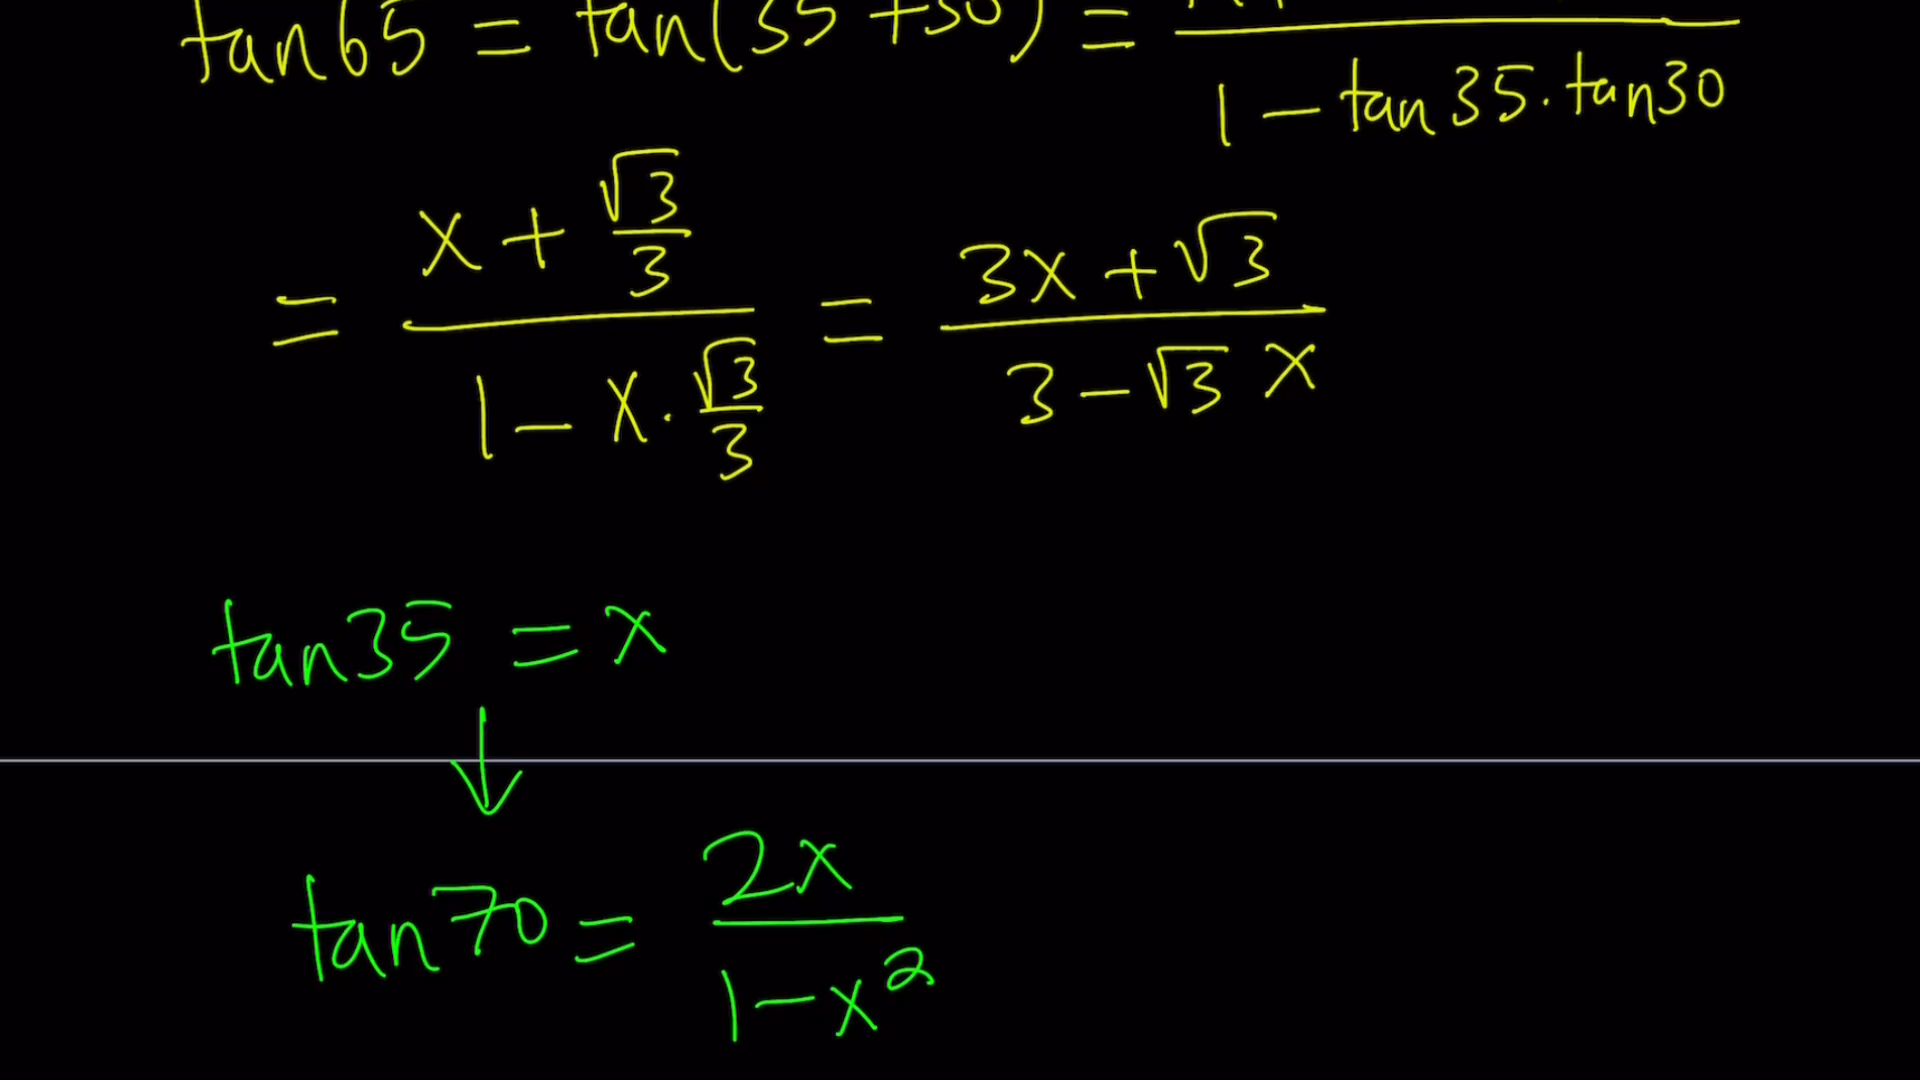 tan65 = tan(35+30) =
1 - tan35.tan30
= (x + √3/3)/(1 - x.√3/3) = (3x + √3)/(3 - √3 x)
tan35 = x
↓
tan70 = 2x/(1-x²)